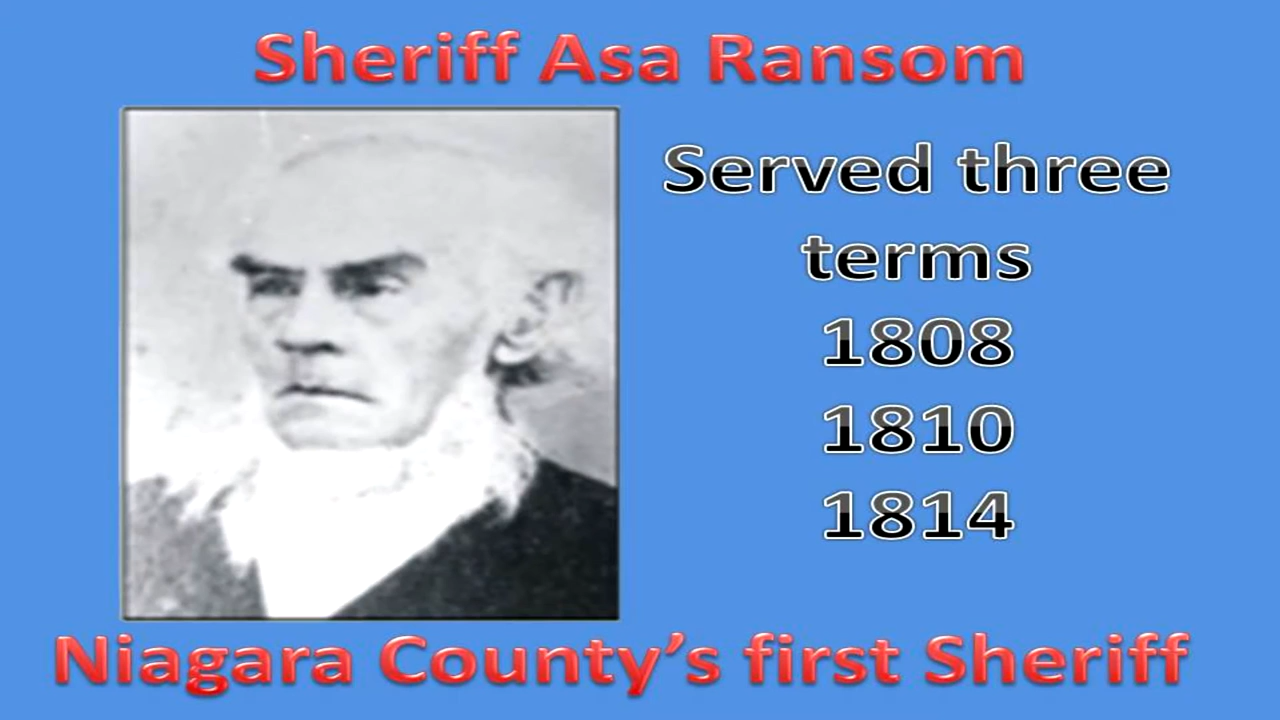 Sheriff Asa Ransom
Served three
terms
1808
1810
1814
Niagara County’s first Sheriff